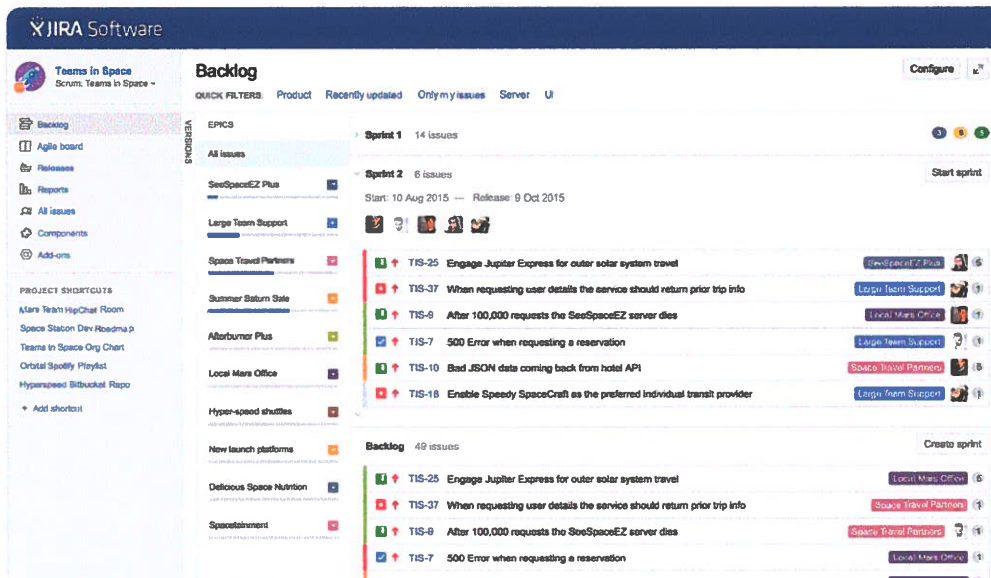 JIRA Software
Teams in Space
Scrum: Teams in Space
Backlog
Agile board
Releases
Reports
All issues
Components
Add-ons
PROJECT SHORTCUTS
Mars Team HipChat Room
Space Station Dev Roadmap
Teams in Space Org Chart
Orbital Spotify Playlist
Hyperspeed Bitbucket Repo
+ Add shortcut
Backlog
Configure
QUICK FILTERS: Product Recently updated Only my issues Server UI
VERSIONS
EPICS
All issues
SeeSpaceEZ Plus
Large Team Support
Space Travel Partners
Summer Saturn Sale
Afterburner Plus
Local Mars Office
Hyper-speed shuttles
New launch platforms
Delicious Space Nutrition
Spacetainment
Sprint 1 14 issues 3 8 5
Sprint 2 6 issues Start sprint
Start: 10 Aug 2015 — Release: 9 Oct 2015
TIS-25 Engage Jupiter Express for outer solar system travel SeeSpaceEZ Plus
TIS-37 When requesting user details the service should return prior trip info Large Team Support 1
TIS-9 After 100,000 requests the SeeSpaceEZ server dies Local Mars Office 1
TIS-7 500 Error when requesting a reservation Large Team Support 1
TIS-10 Bad JSON data coming back from hotel API Space Travel Partners
TIS-18 Enable Speedy SpaceCraft as the preferred individual transit provider Large Team Support 1
Backlog 49 issues Create sprint
TIS-25 Engage Jupiter Express for outer solar system travel Local Mars Office
TIS-37 When requesting user details the service should return prior trip info Space Travel Partners 1
TIS-9 After 100,000 requests the SeeSpaceEZ server dies Space Travel Partners 1
TIS-7 500 Error when requesting a reservation Local Mars Office 1